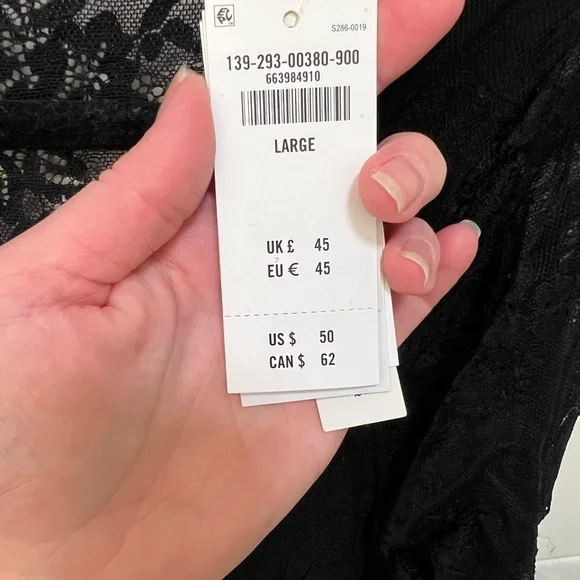 S286-0019
139-293-00380-900
663984910
LARGE
UK £ 45
EU € 45
US $ 50
CAN $ 62